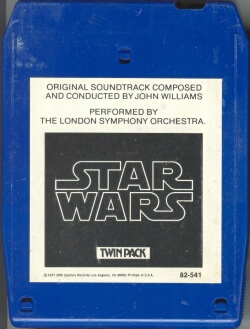 ORIGINAL SOUNDTRACK COMPOSED
AND CONDUCTED BY JOHN WILLIAMS
PERFORMED BY
THE LONDON SYMPHONY ORCHESTRA.
STAR
WARS
TWIN PACK
82-541